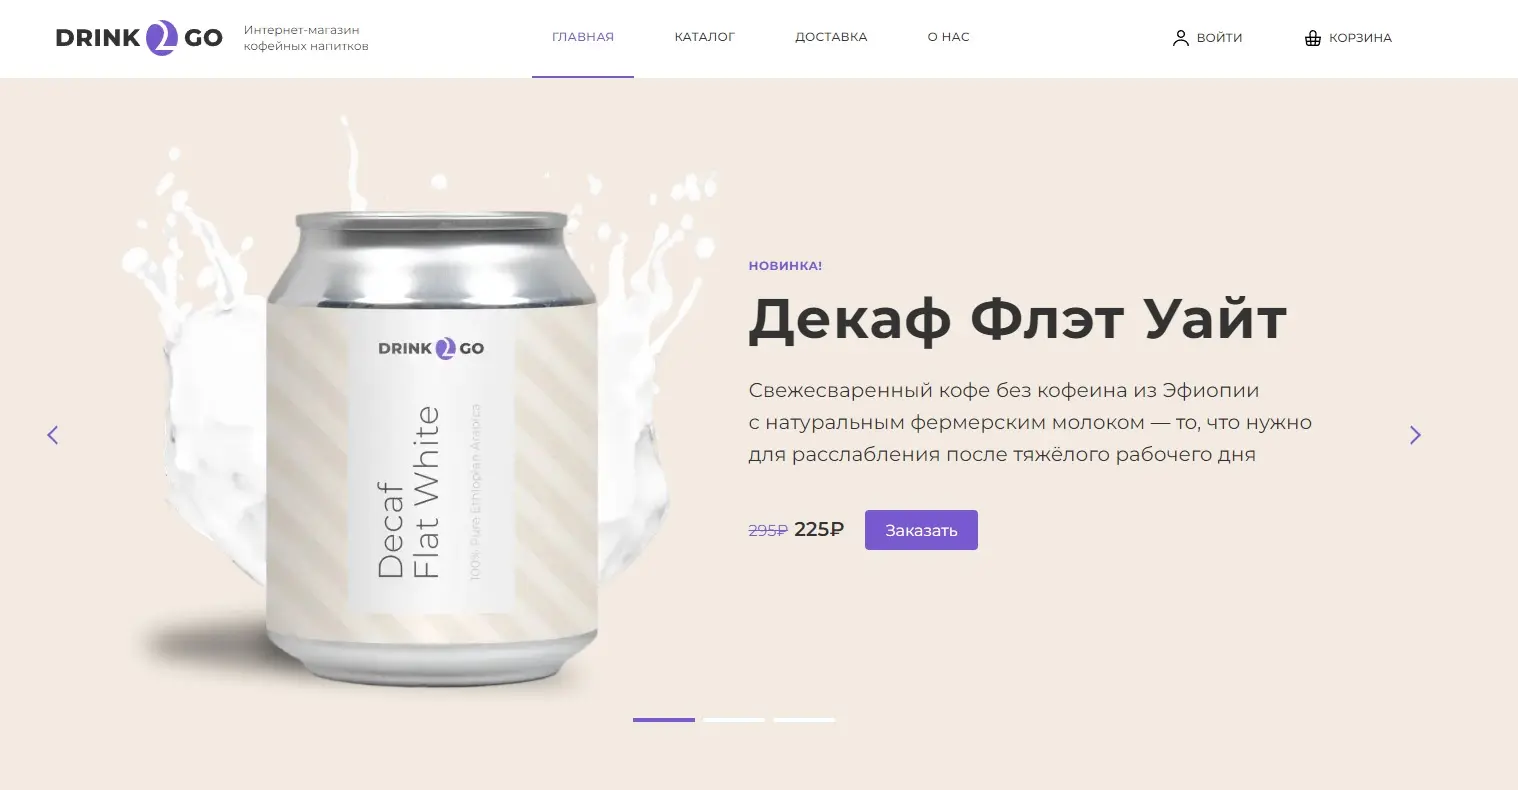 DRINK 2 GO
Интернет-магазин
кофейных напитков
ГЛАВНАЯ
КАТАЛОГ
ДОСТАВКА
О НАС
ВОЙТИ
КОРЗИНА
DRINK 2 GO
Decaf
Flat White
100% Pure Ethiopian Arabica
НОВИНКА!
Декаф Флэт Уайт
Свежесваренный кофе без кофеина из Эфиопии
с натуральным фермерским молоком — то, что нужно
для расслабления после тяжёлого рабочего дня
295₽ 225₽
Заказать